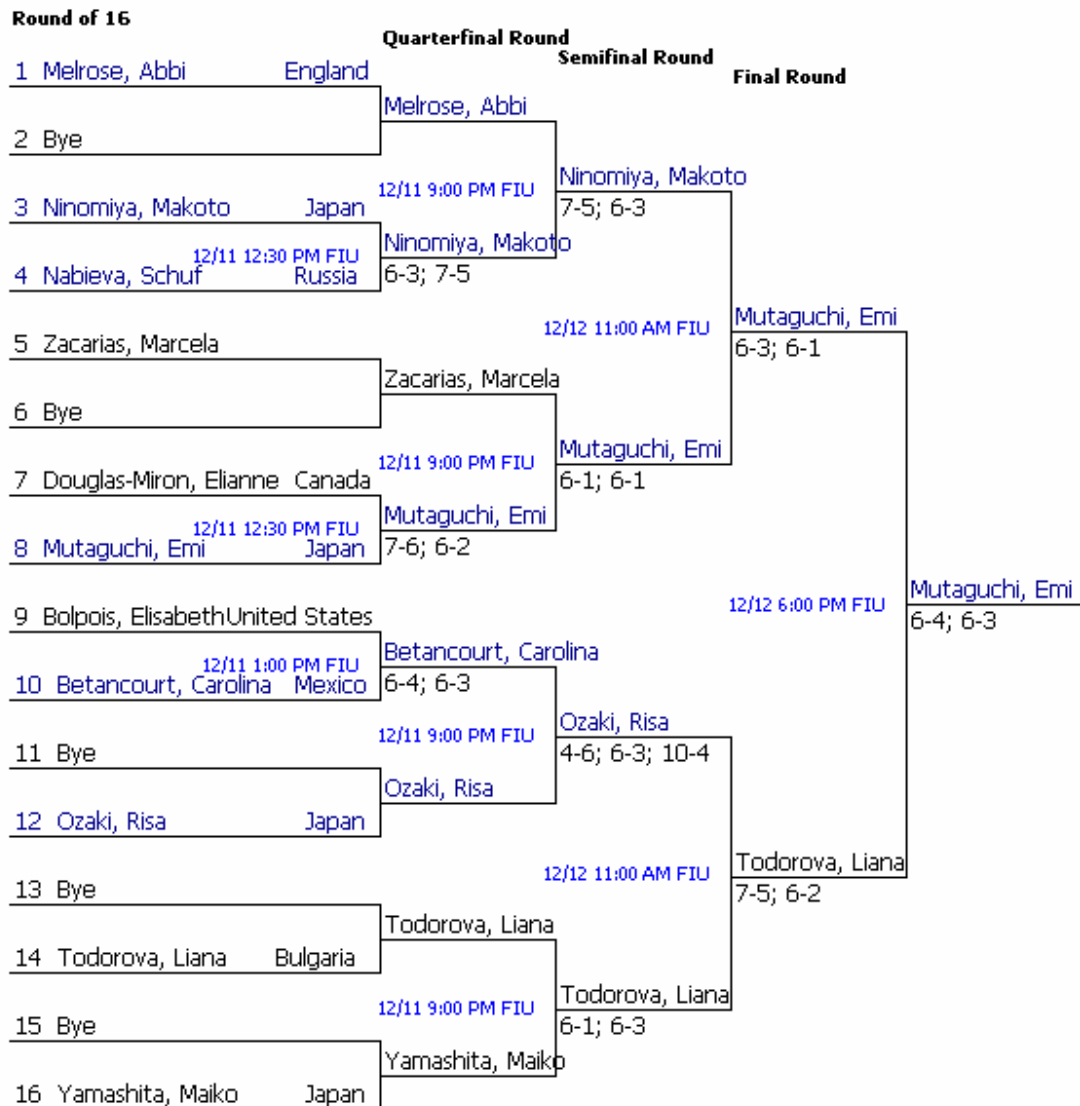 Round of 16
Quarterfinal Round
Semifinal Round
Final Round
1 Melrose, Abbi England
Melrose, Abbi
2 Bye
12/11 9:00 PM FIU
Ninomiya, Makoto
7-5; 6-3
3 Ninomiya, Makoto Japan
12/11 12:30 PM FIU
Ninomiya, Makoto
6-3; 7-5
4 Nabieva, Schuf Russia
12/12 11:00 AM FIU
Mutaguchi, Emi
6-3; 6-1
5 Zacarias, Marcela
Zacarias, Marcela
6 Bye
12/11 9:00 PM FIU
Mutaguchi, Emi
6-1; 6-1
7 Douglas-Miron, Elianne Canada
12/11 12:30 PM FIU
Mutaguchi, Emi
7-6; 6-2
8 Mutaguchi, Emi Japan
12/12 6:00 PM FIU
Mutaguchi, Emi
6-4; 6-3
9 Bolpois, Elisabeth United States
12/11 1:00 PM FIU
Betancourt, Carolina
6-4; 6-3
10 Betancourt, Carolina Mexico
12/11 9:00 PM FIU
Ozaki, Risa
4-6; 6-3; 10-4
11 Bye
Ozaki, Risa
12 Ozaki, Risa Japan
12/12 11:00 AM FIU
Todorova, Liana
7-5; 6-2
13 Bye
Todorova, Liana
14 Todorova, Liana Bulgaria
12/11 9:00 PM FIU
Todorova, Liana
6-1; 6-3
15 Bye
Yamashita, Maiko
16 Yamashita, Maiko Japan